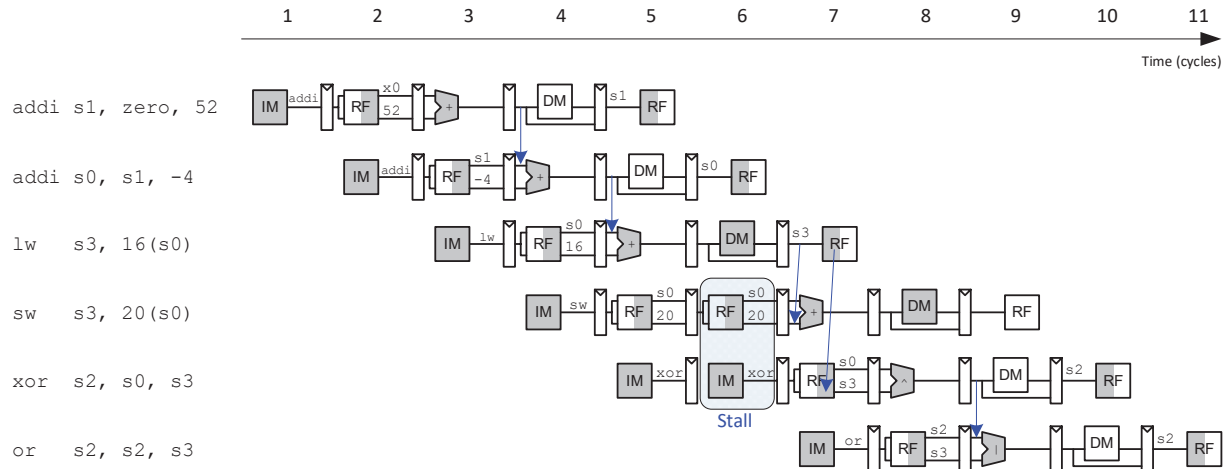 1 2 3 4 5 6 7 8 9 10 11
Time (cycles)
addi s1, zero, 52 IM addi RF x0 52 + DM s1 RF
addi s0, s1, -4 IM addi RF s1 -4 + DM s0 RF
lw s3, 16(s0) IM lw RF s0 16 + DM s3 RF
sw s3, 20(s0) IM sw RF s0 20 RF s0 20 + DM RF
xor s2, s0, s3 IM xor IM xor RF s0 s3 ^ DM s2 RF
Stall
or s2, s2, s3 IM or RF s2 s3 | DM s2 RF